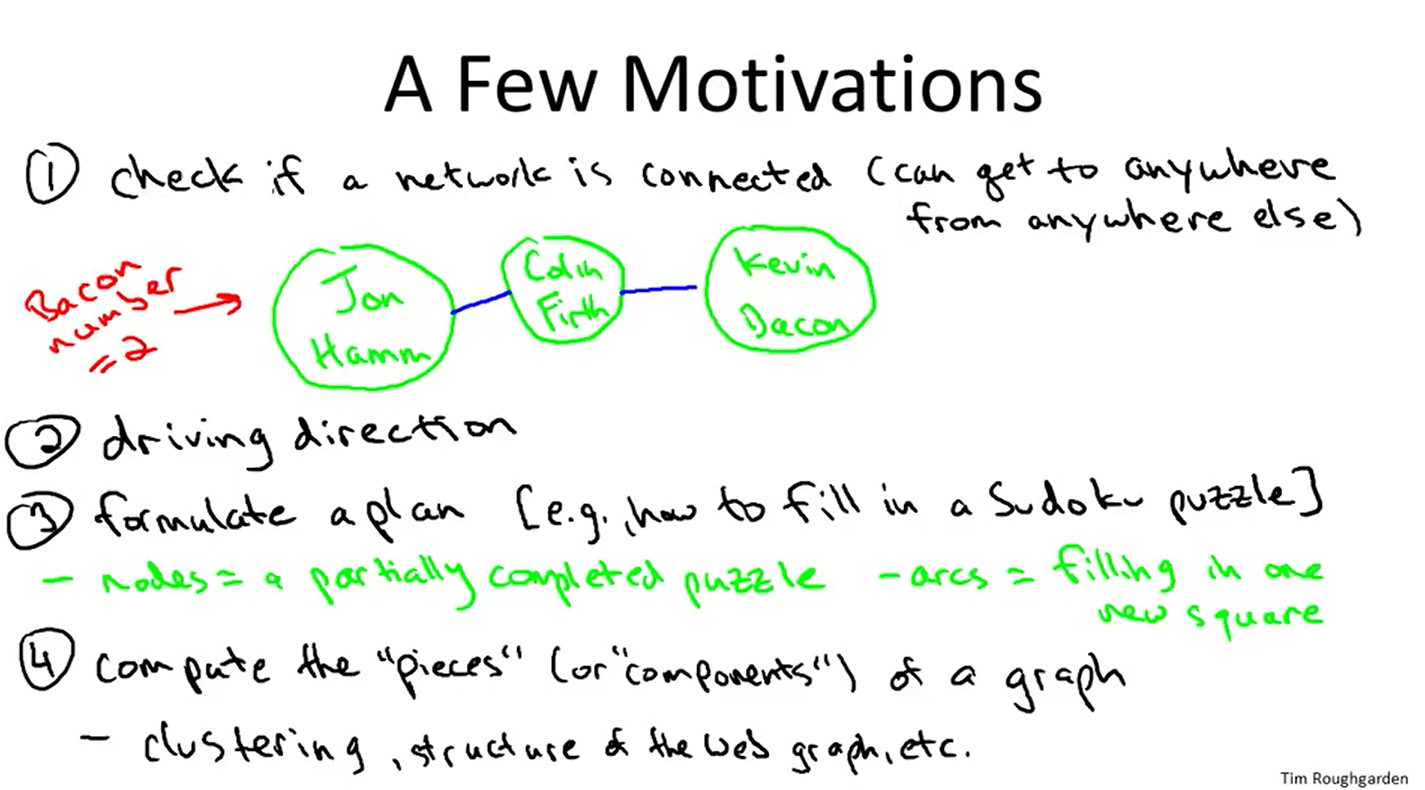 A Few Motivations
① check if a network is connected (can get to anywhere
from anywhere else)
Bacon
number
=2
Jon
Hamm
Colin
Firth
Kevin
Bacon
② driving direction
③ formulate a plan [e.g., how to fill in a Sudoku puzzle]
- nodes = a partially completed puzzle - arcs = filling in one
new square
④ compute the "pieces" (or "components") of a graph
- clustering, structure of the Web graph, etc.
Tim Roughgarden